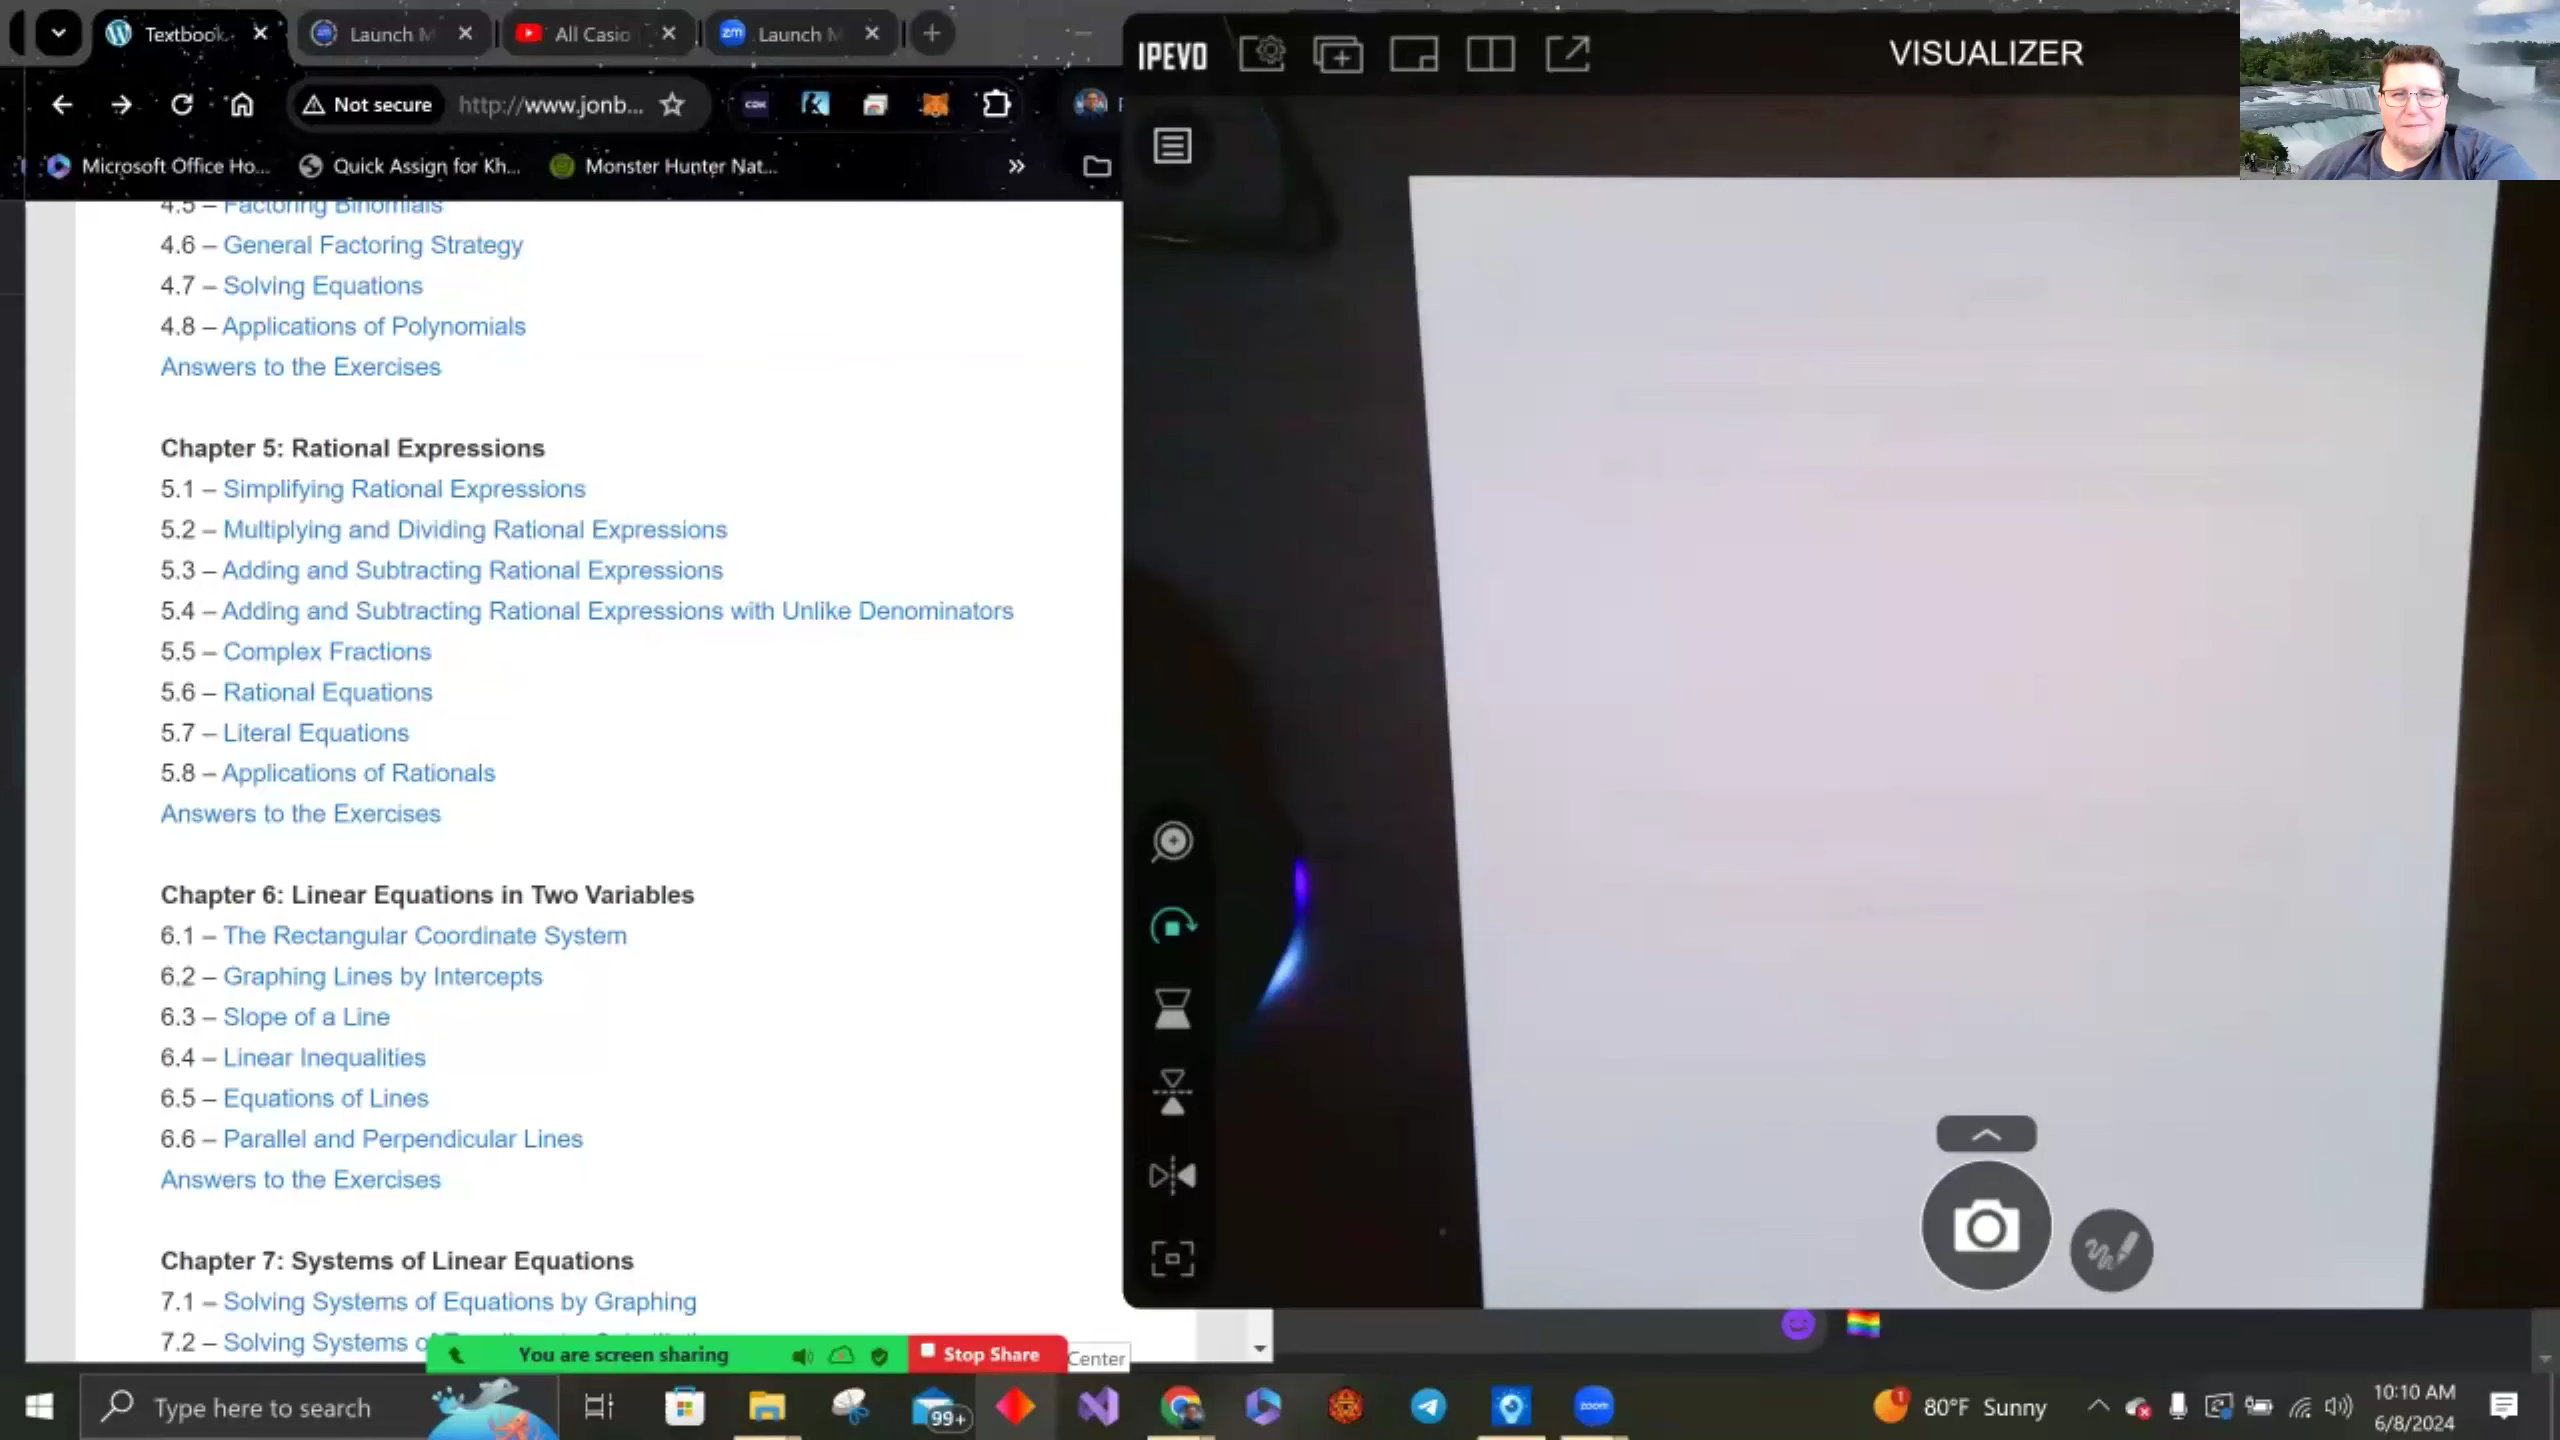 Textbook
Launch M
All Casio
zm
Launch M
Not secure
http://www.jonb...
Microsoft Office Ho...
Quick Assign for Kh...
Monster Hunter Nat...
»
IPEVO
VISUALIZER
4.5 – Factoring Binomials
4.6 – General Factoring Strategy
4.7 – Solving Equations
4.8 – Applications of Polynomials
Answers to the Exercises
Chapter 5: Rational Expressions
5.1 – Simplifying Rational Expressions
5.2 – Multiplying and Dividing Rational Expressions
5.3 – Adding and Subtracting Rational Expressions
5.4 – Adding and Subtracting Rational Expressions with Unlike Denominators
5.5 – Complex Fractions
5.6 – Rational Equations
5.7 – Literal Equations
5.8 – Applications of Rationals
Answers to the Exercises
Chapter 6: Linear Equations in Two Variables
6.1 – The Rectangular Coordinate System
6.2 – Graphing Lines by Intercepts
6.3 – Slope of a Line
6.4 – Linear Inequalities
6.5 – Equations of Lines
6.6 – Parallel and Perpendicular Lines
Answers to the Exercises
Chapter 7: Systems of Linear Equations
7.1 – Solving Systems of Equations by Graphing
7.2 – Solving Systems
You are screen sharing
Stop Share
Center
Type here to search
99+
zoom
1
80°F Sunny
10:10 AM
6/8/2024